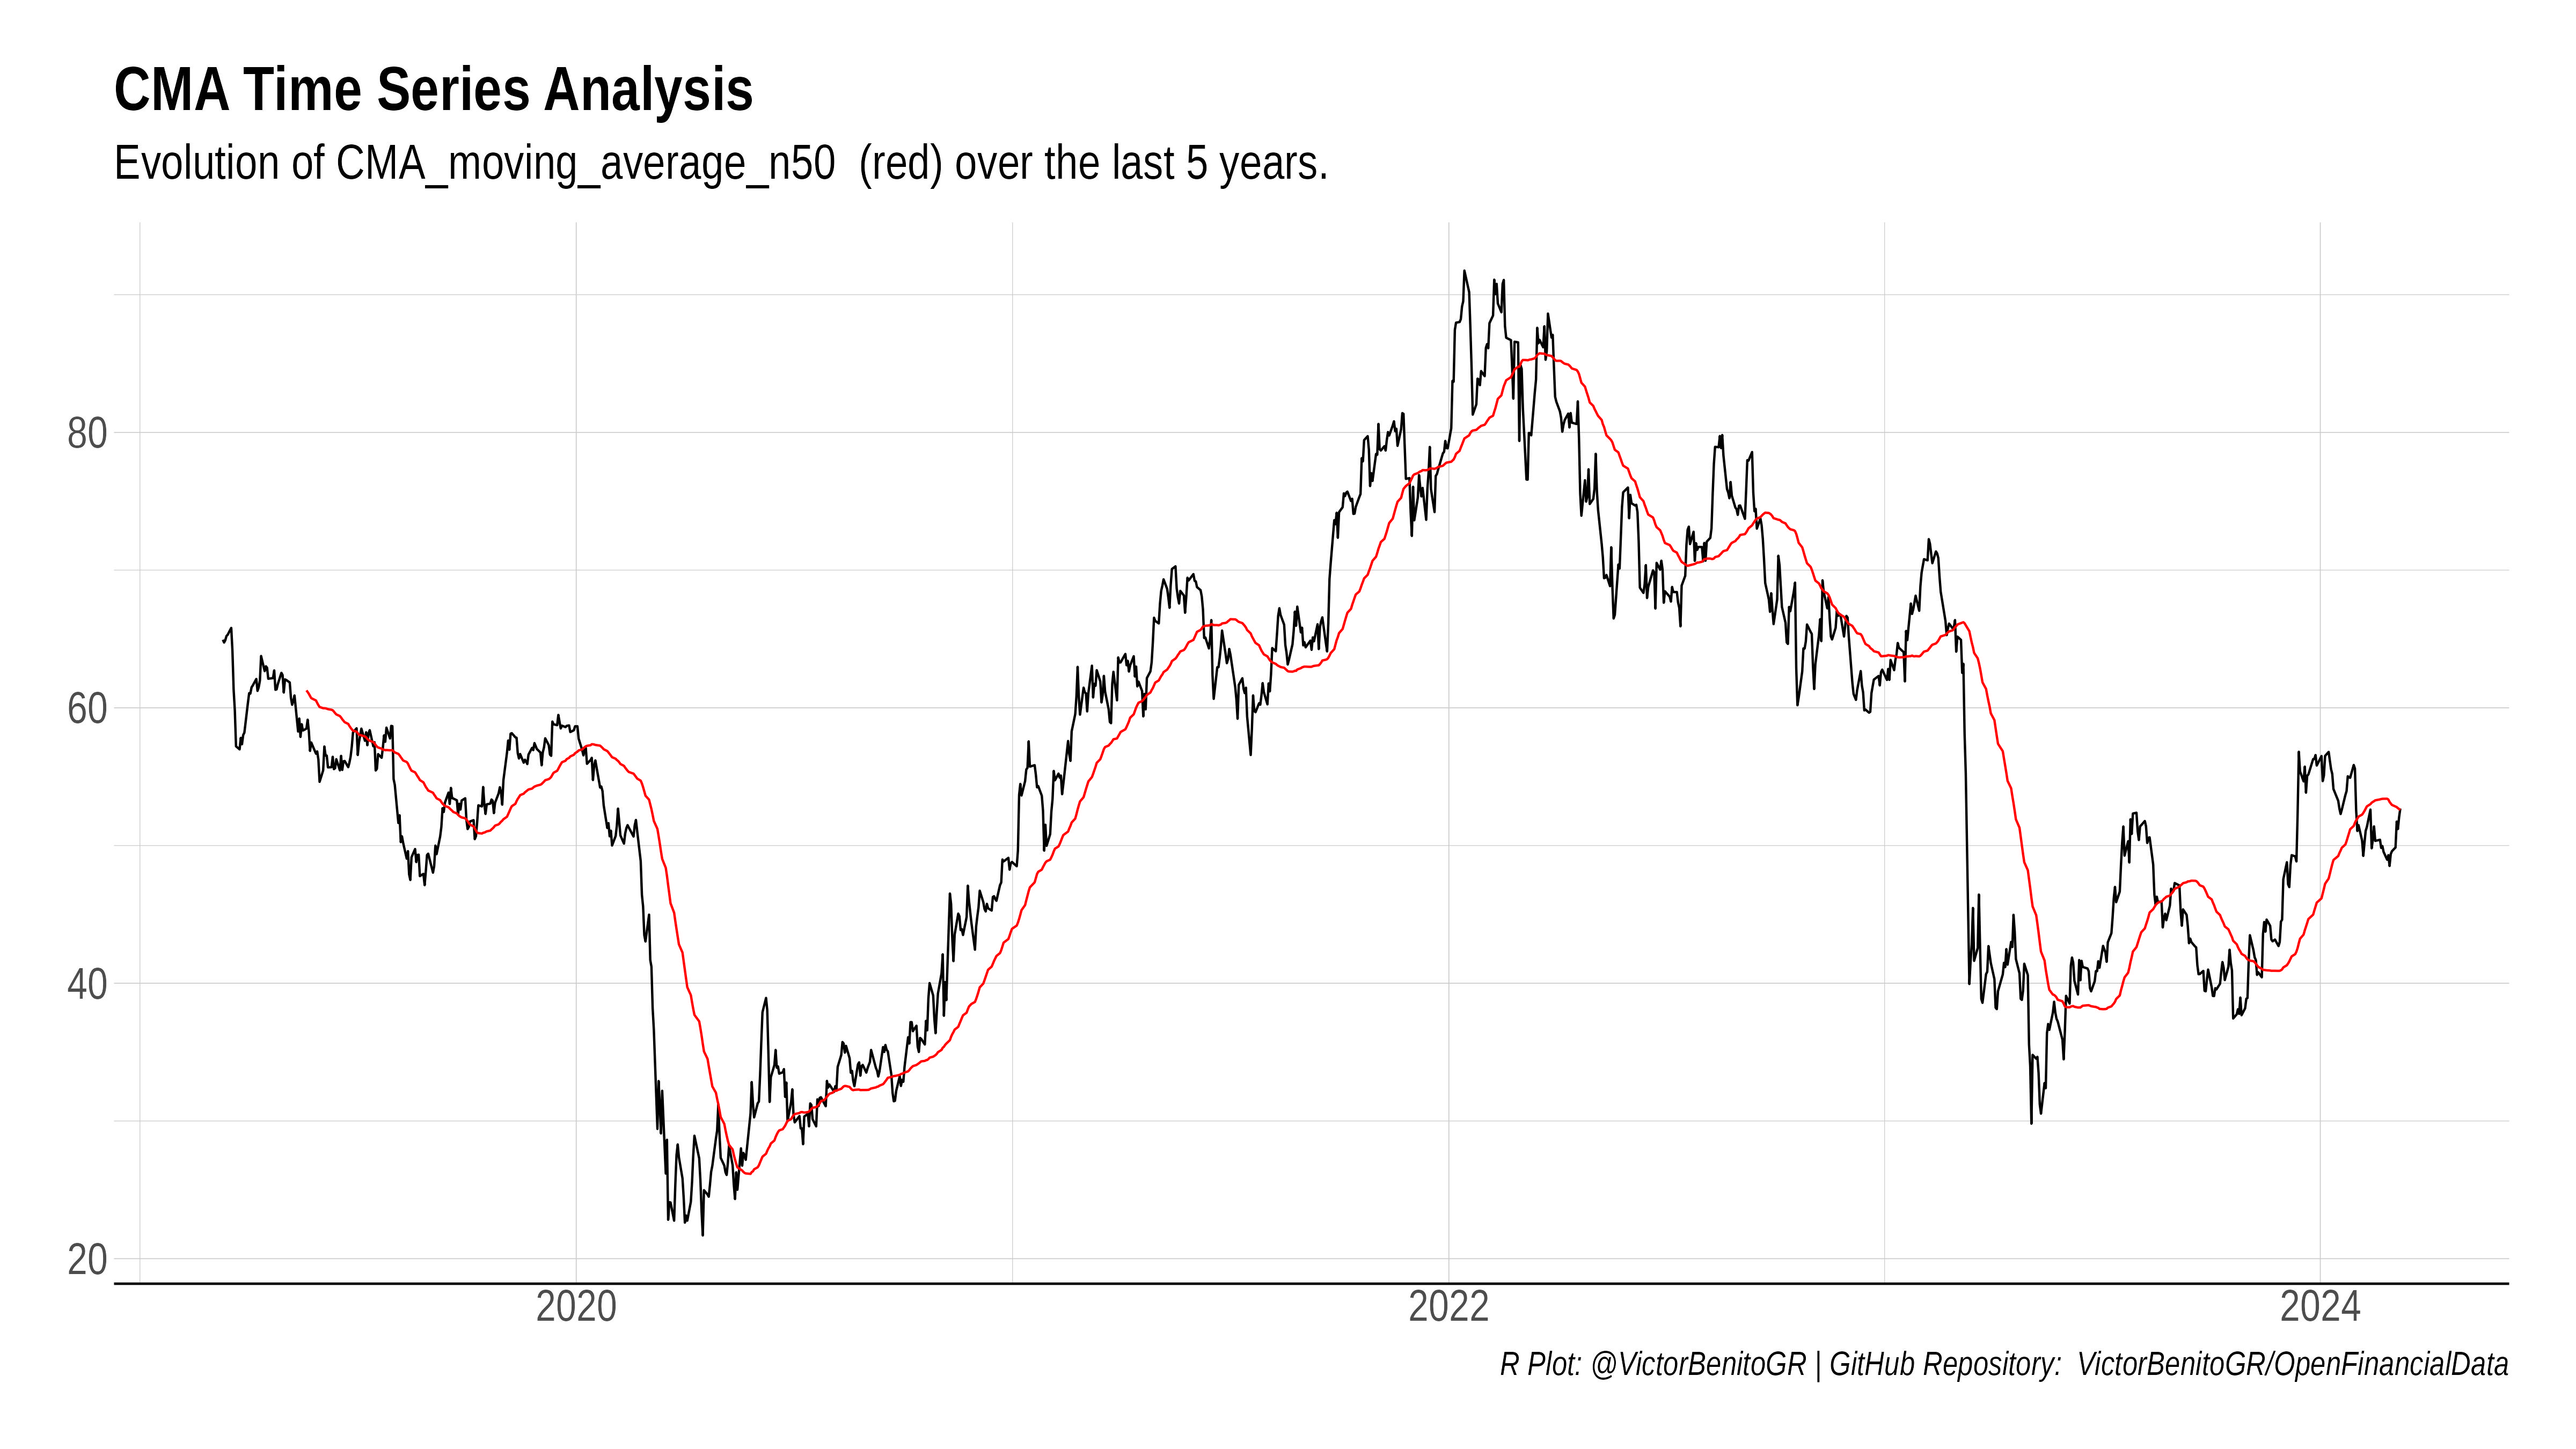 CMA Time Series Analysis
Evolution of CMA_moving_average_n50  (red) over the last 5 years.
80
60
40
20
2020 2022 2024
R Plot: @VictorBenitoGR | GitHub Repository:  VictorBenitoGR/OpenFinancialData